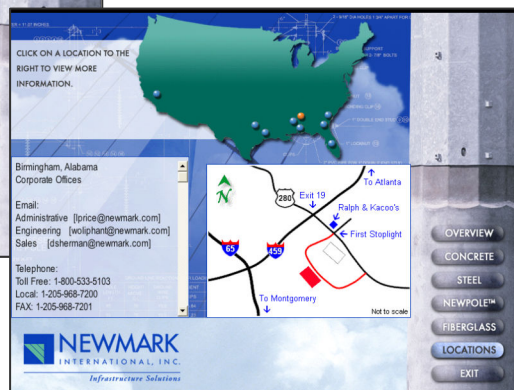 CLICK ON A LOCATION TO THE
RIGHT TO VIEW MORE
INFORMATION.
Birmingham, Alabama
Corporate Offices
Email:
Administrative [lprice@newmark.com]
Engineering [woliphant@newmark.com]
Sales [dsherman@newmark.com]
Telephone:
Toll Free: 1-800-533-5103
Local: 1-205-968-7200
FAX: 1-205-968-7201
N
To Atlanta
280
Exit 19
Ralph & Kacoo's
First Stoplight
65
459
To Montgomery
Not to scale
OVERVIEW
CONCRETE
STEEL
NEWPOLE™
FIBERGLASS
LOCATIONS
EXIT
NEWMARK
INTERNATIONAL, INC.
Infrastructure Solutions